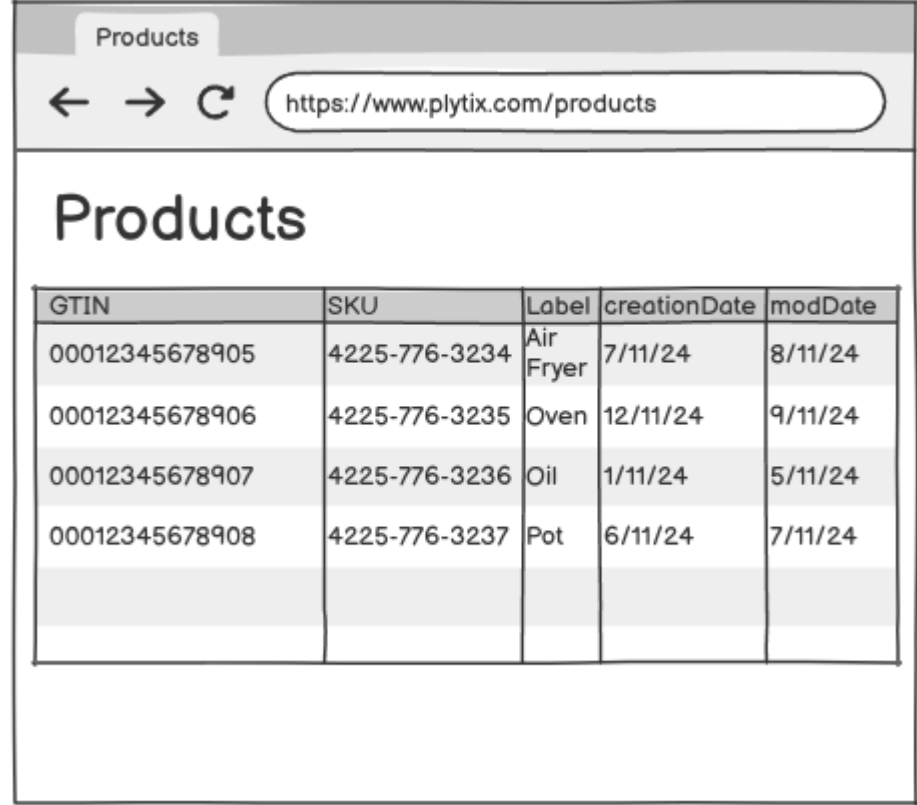 Products
https://www.plytix.com/products
Products
GTIN SKU Label creationDate modDate
00012345678905 4225-776-3234 Air Fryer 7/11/24 8/11/24
00012345678906 4225-776-3235 Oven 12/11/24 9/11/24
00012345678907 4225-776-3236 Oil 1/11/24 5/11/24
00012345678908 4225-776-3237 Pot 6/11/24 7/11/24